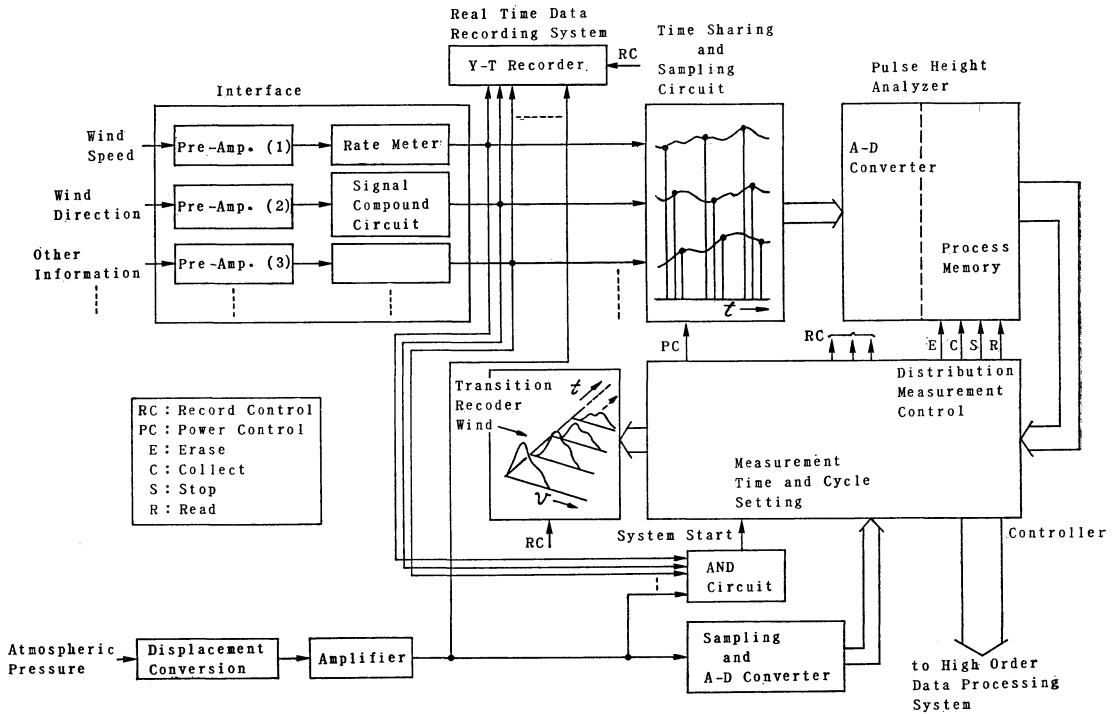 Real Time Data
Recording System
Y-T Recorder
RC
Time Sharing
and
Sampling
Circuit
Pulse Height
Analyzer
Interface
Wind
Speed
Pre-Amp. (1)
Rate Meter
A-D
Converter
Wind
Direction
Pre-Amp. (2)
Signal
Compound
Circuit
Other
Information
Pre-Amp. (3)
Process
Memory
t
PC
RC
E C S R
Distribution
Measurement
Control
Transition
Recoder
Wind
t
v
RC
RC : Record Control
PC : Power Control
E : Erase
C : Collect
S : Stop
R : Read
Measurement
Time and Cycle
Setting
System Start
Controller
AND
Circuit
Atmospheric
Pressure
Displacement
Conversion
Amplifier
Sampling
and
A-D Converter
to High Order
Data Processing
System